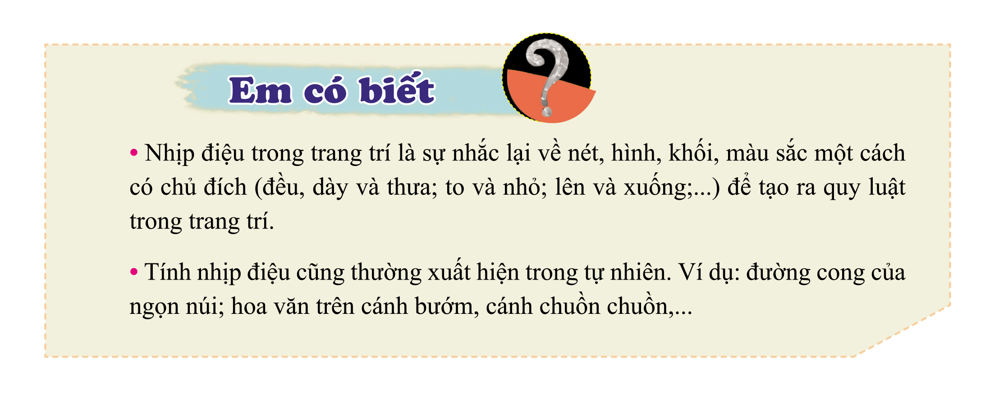 Em có biết ?
• Nhịp điệu trong trang trí là sự nhắc lại về nét, hình, khối, màu sắc một cách
có chủ đích (đều, dày và thưa; to và nhỏ; lên và xuống;...) để tạo ra quy luật
trong trang trí.
• Tính nhịp điệu cũng thường xuất hiện trong tự nhiên. Ví dụ: đường cong của
ngọn núi; hoa văn trên cánh bướm, cánh chuồn chuồn,...